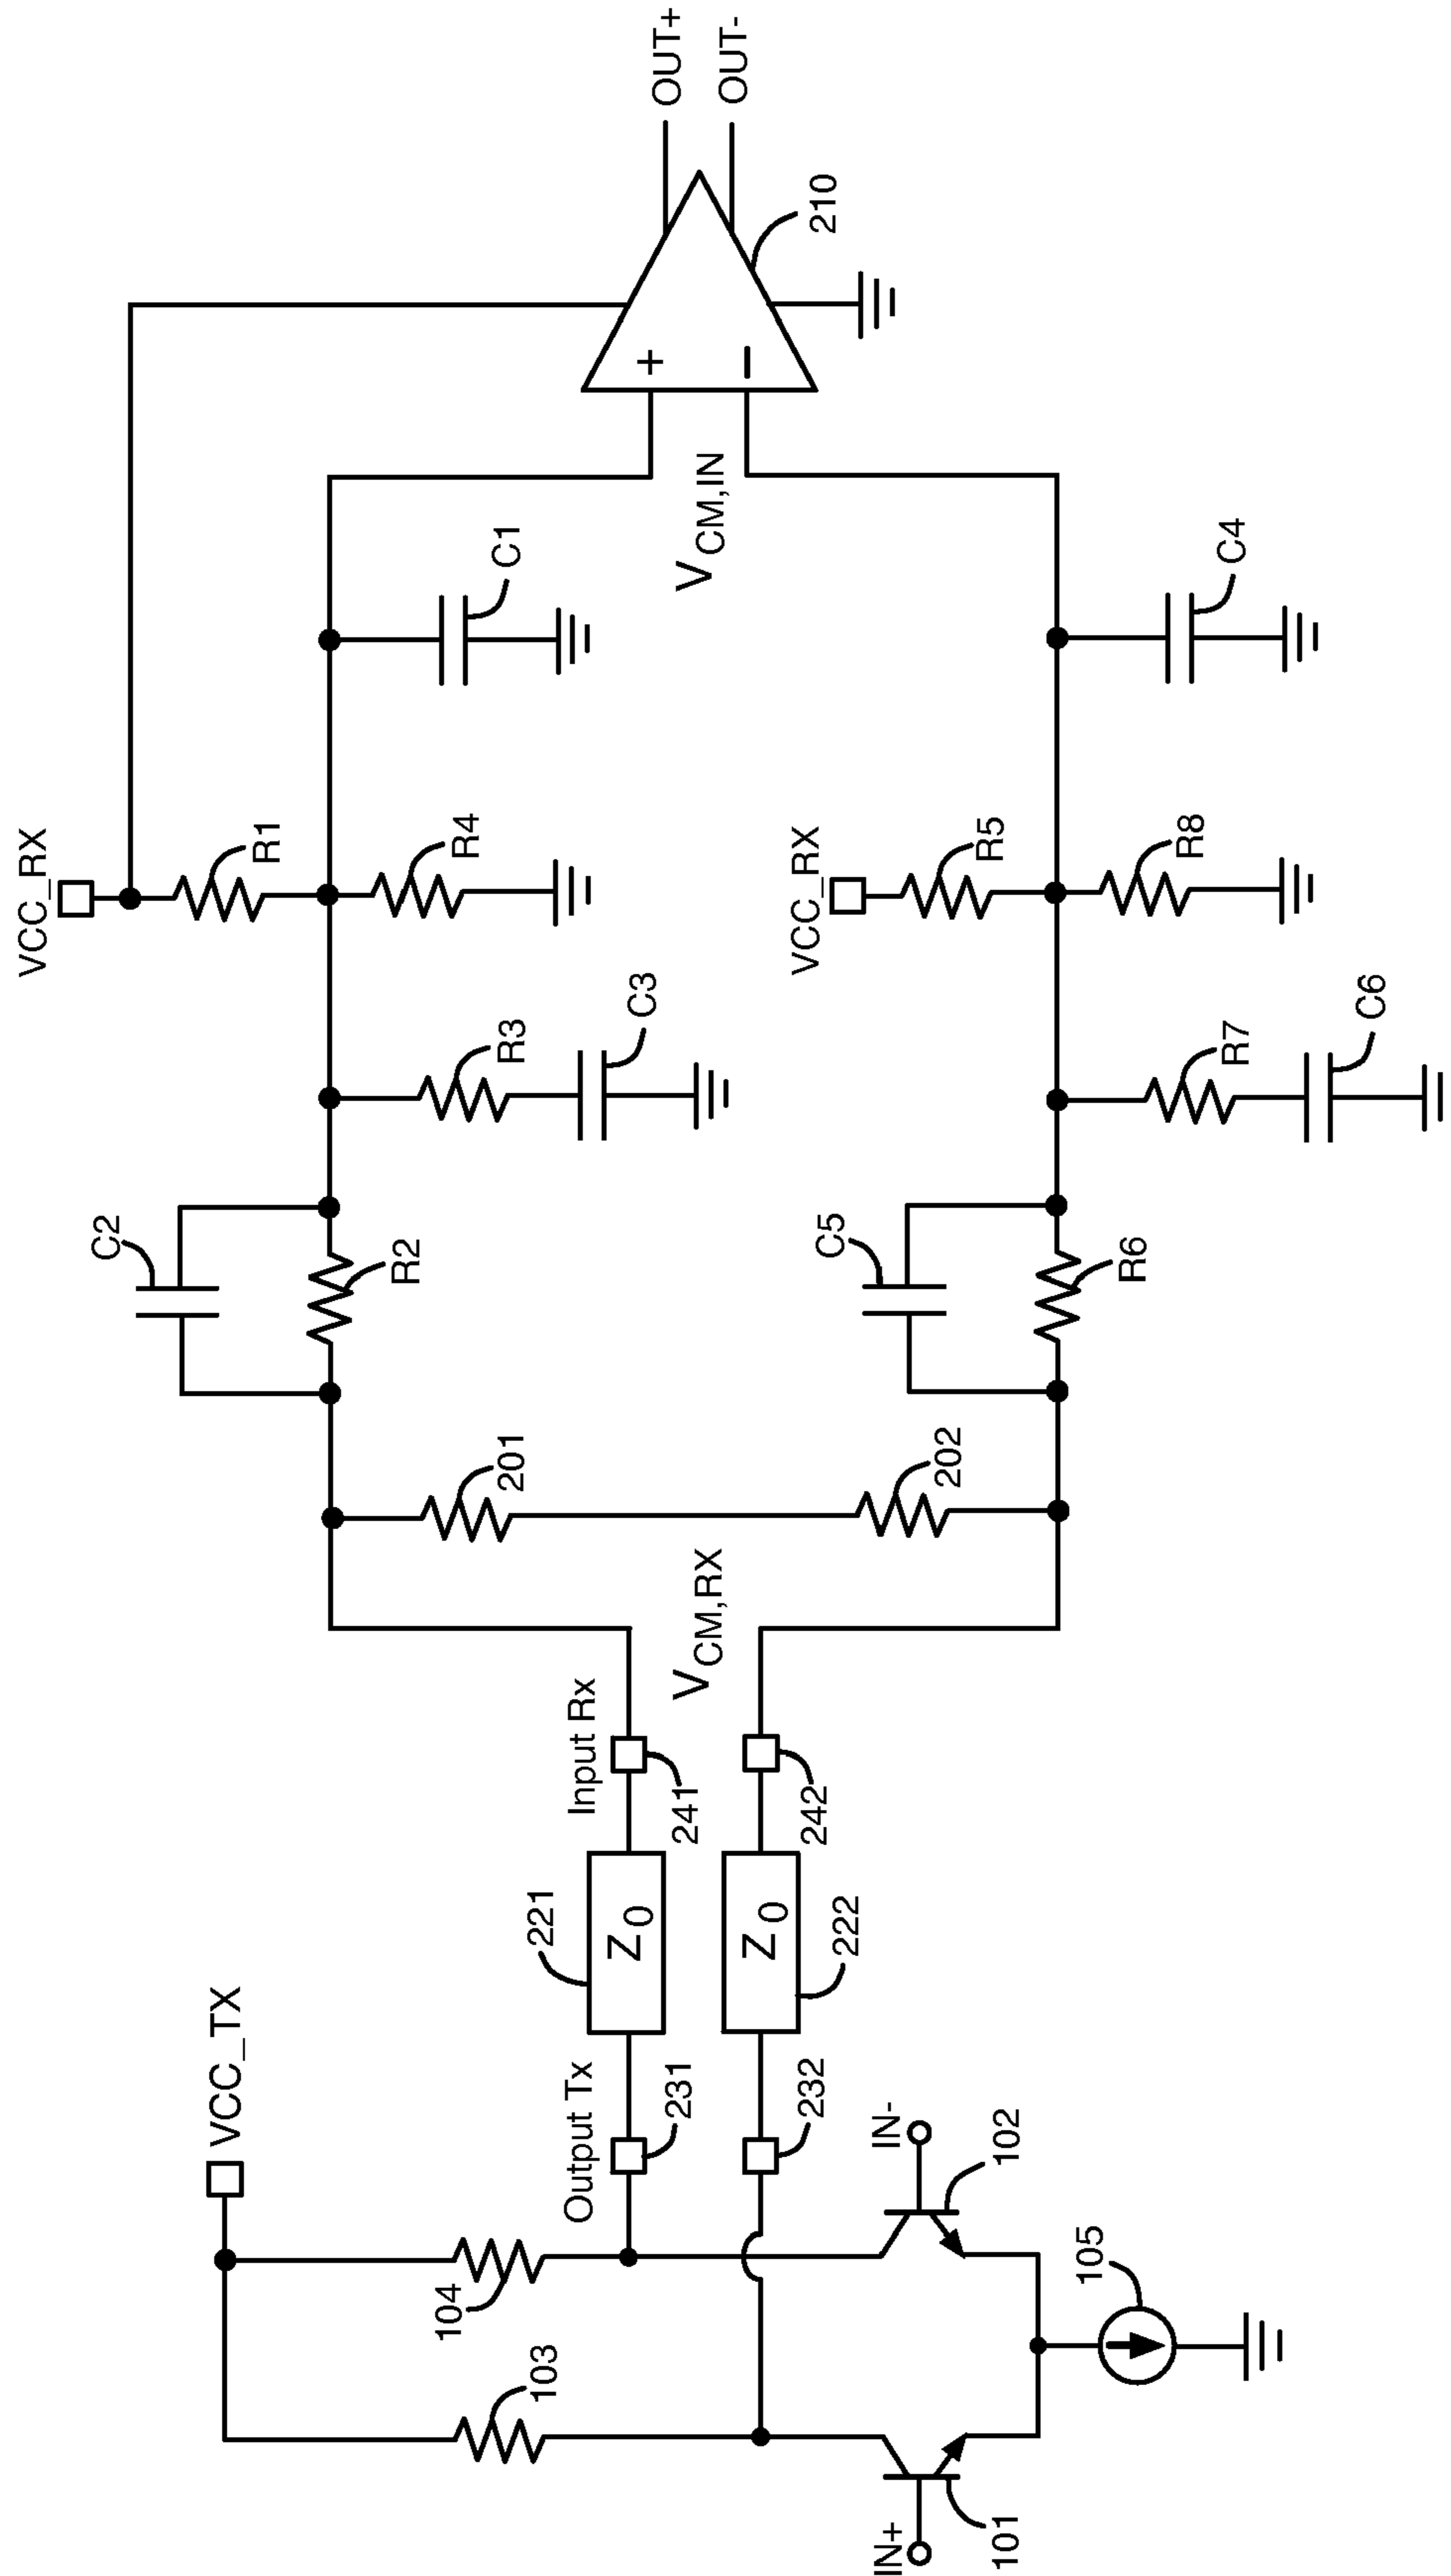 VCC_TX
104
103
Output Tx
231
232
IN+
101
IN-
102
105
221
Z0
222
Z0
Input Rx
241
242
VCM,RX
201
202
C2
R2
C5
R6
R3
C3
R7
C6
VCC_RX
R1
R4
VCC_RX
R5
R8
C1
C4
VCM,IN
+
−
210
OUT+
OUT-